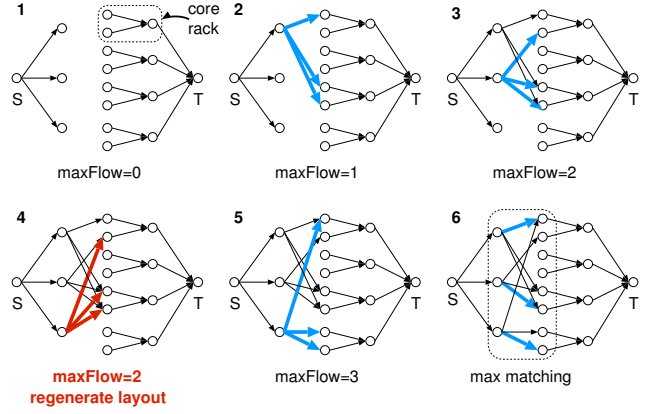 1
core
rack
S
T
maxFlow=0
2
S
T
maxFlow=1
3
S
T
maxFlow=2
4
S
T
maxFlow=2
regenerate layout
5
S
T
maxFlow=3
6
S
T
max matching